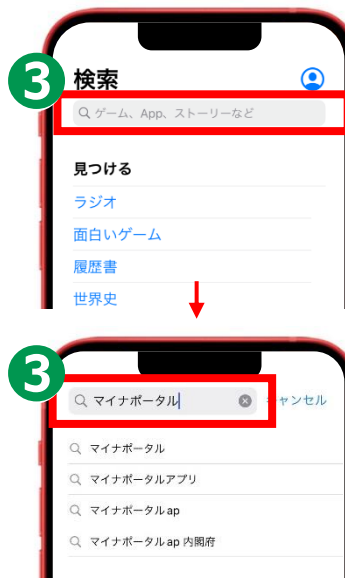 3
検索
ゲーム、App、ストーリーなど
見つける
ラジオ
面白いゲーム
履歴書
世界史
3
マイナポータル
キャンセル
マイナポータル
マイナポータルアプリ
マイナポータル ap
マイナポータル ap 内閣府